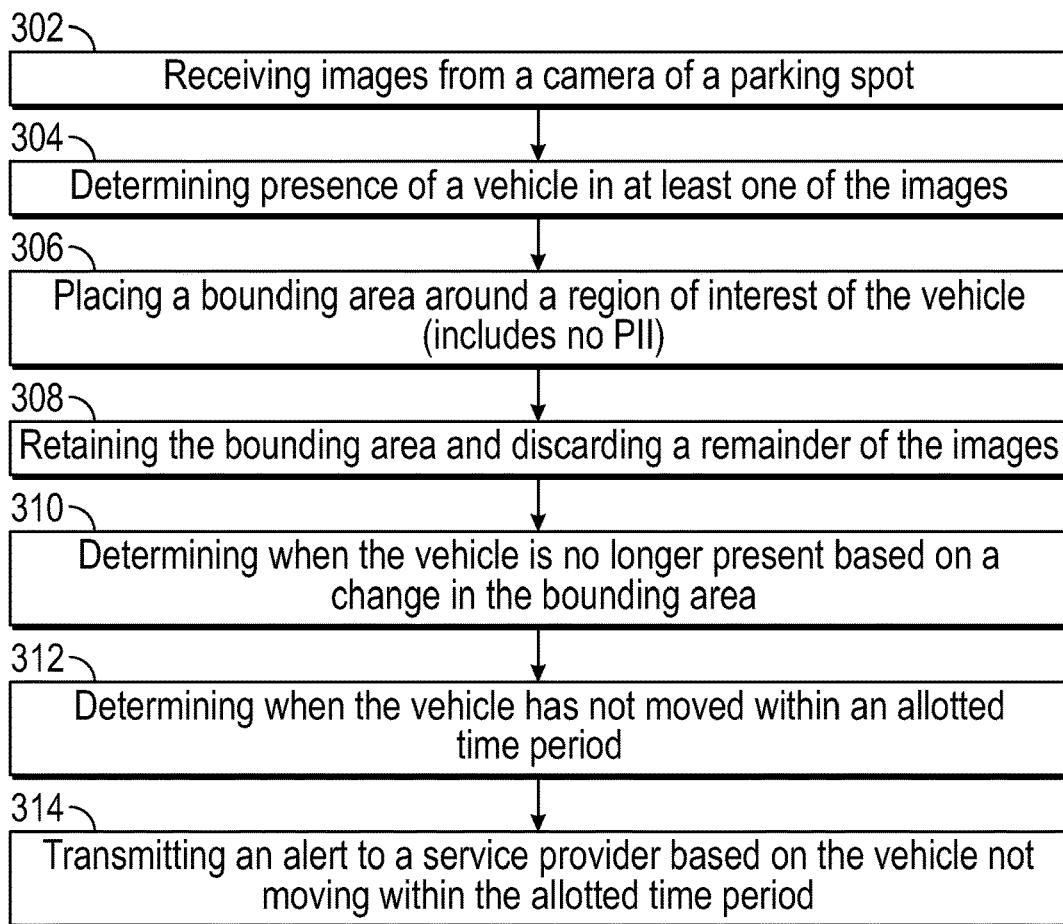 302
Receiving images from a camera of a parking spot
304
Determining presence of a vehicle in at least one of the images
306
Placing a bounding area around a region of interest of the vehicle
(includes no PII)
308
Retaining the bounding area and discarding a remainder of the images
310
Determining when the vehicle is no longer present based on a
change in the bounding area
312
Determining when the vehicle has not moved within an allotted
time period
314
Transmitting an alert to a service provider based on the vehicle not
moving within the allotted time period